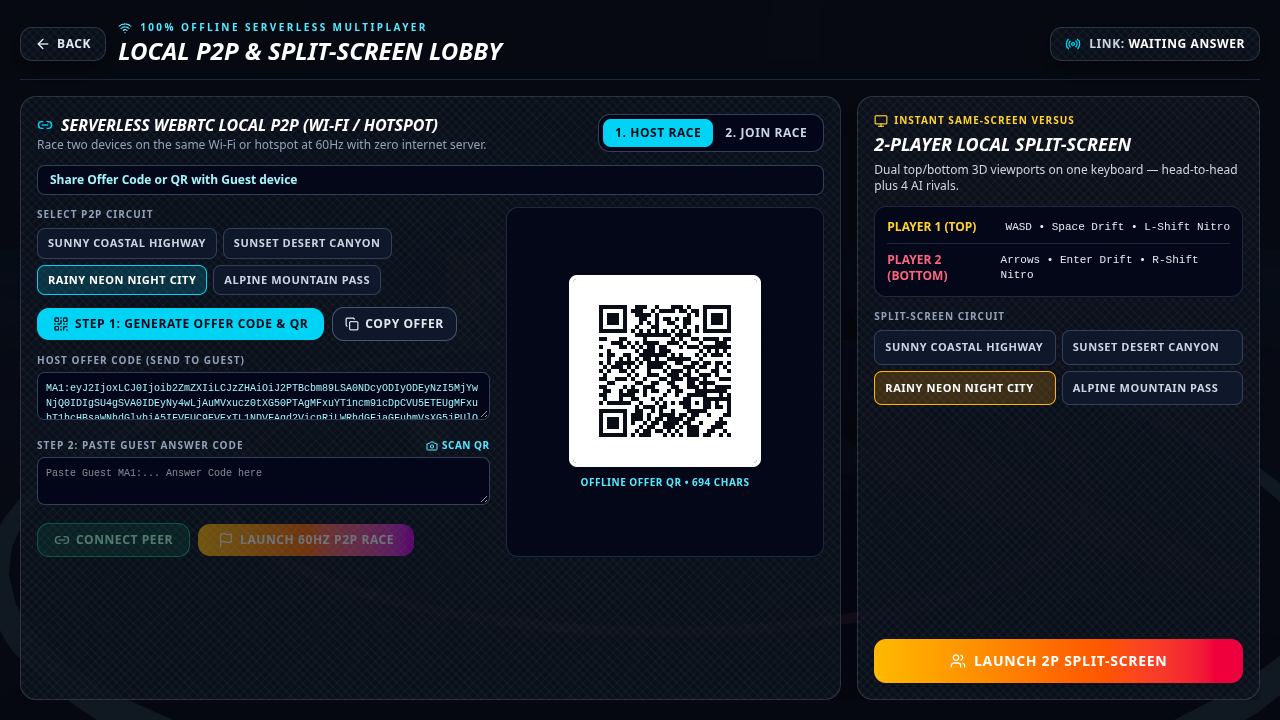 BACK
100% OFFLINE SERVERLESS MULTIPLAYER
LOCAL P2P & SPLIT-SCREEN LOBBY
LINK: WAITING ANSWER
SERVERLESS WEBRTC LOCAL P2P (WI-FI / HOTSPOT)
Race two devices on the same Wi-Fi or hotspot at 60Hz with zero internet server.
1. HOST RACE
2. JOIN RACE
Share Offer Code or QR with Guest device
SELECT P2P CIRCUIT
SUNNY COASTAL HIGHWAY
SUNSET DESERT CANYON
RAINY NEON NIGHT CITY
ALPINE MOUNTAIN PASS
STEP 1: GENERATE OFFER CODE & QR
COPY OFFER
HOST OFFER CODE (SEND TO GUEST)
STEP 2: PASTE GUEST ANSWER CODE
SCAN QR
Paste Guest MA1:... Answer Code here
CONNECT PEER
LAUNCH 60HZ P2P RACE
OFFLINE OFFER QR • 694 CHARS
INSTANT SAME-SCREEN VERSUS
2-PLAYER LOCAL SPLIT-SCREEN
Dual top/bottom 3D viewports on one keyboard — head-to-head
plus 4 AI rivals.
PLAYER 1 (TOP)
WASD • Space Drift • L-Shift Nitro
PLAYER 2
(BOTTOM)
Arrows • Enter Drift • R-Shift
Nitro
SPLIT-SCREEN CIRCUIT
SUNNY COASTAL HIGHWAY
SUNSET DESERT CANYON
RAINY NEON NIGHT CITY
ALPINE MOUNTAIN PASS
LAUNCH 2P SPLIT-SCREEN